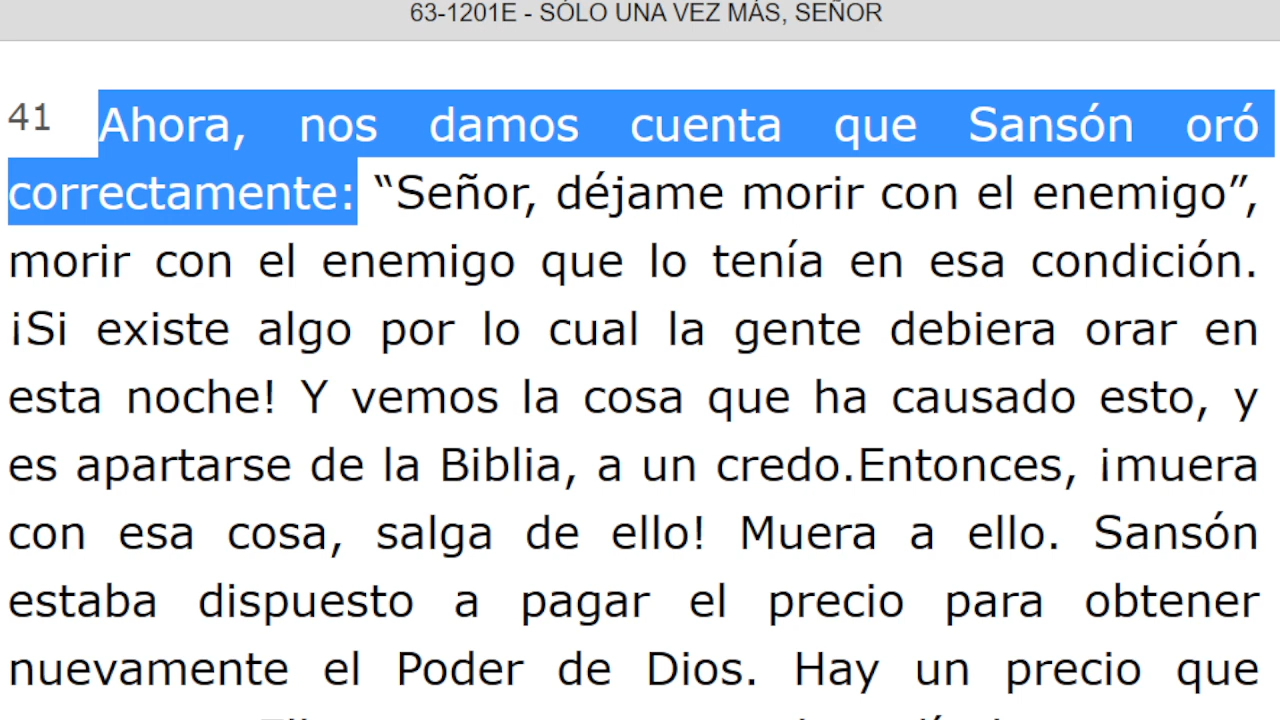 63-1201E - SÓLO UNA VEZ MÁS, SEÑOR
41 Ahora, nos damos cuenta que Sansón oró
correctamente: “Señor, déjame morir con el enemigo”,
morir con el enemigo que lo tenía en esa condición.
¡Si existe algo por lo cual la gente debiera orar en
esta noche! Y vemos la cosa que ha causado esto, y
es apartarse de la Biblia, a un credo.Entonces, ¡muera
con esa cosa, salga de ello! Muera a ello. Sansón
estaba dispuesto a pagar el precio para obtener
nuevamente el Poder de Dios. Hay un precio que